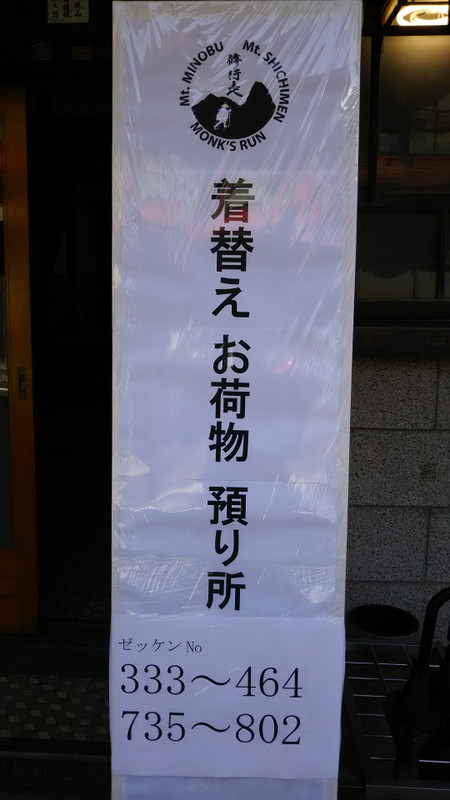 Mt. MINOBU Mt. SHICHIMEN
修行走
MONK'S RUN
着替え お荷物 預り所
ゼッケンNo
333～464
735～802